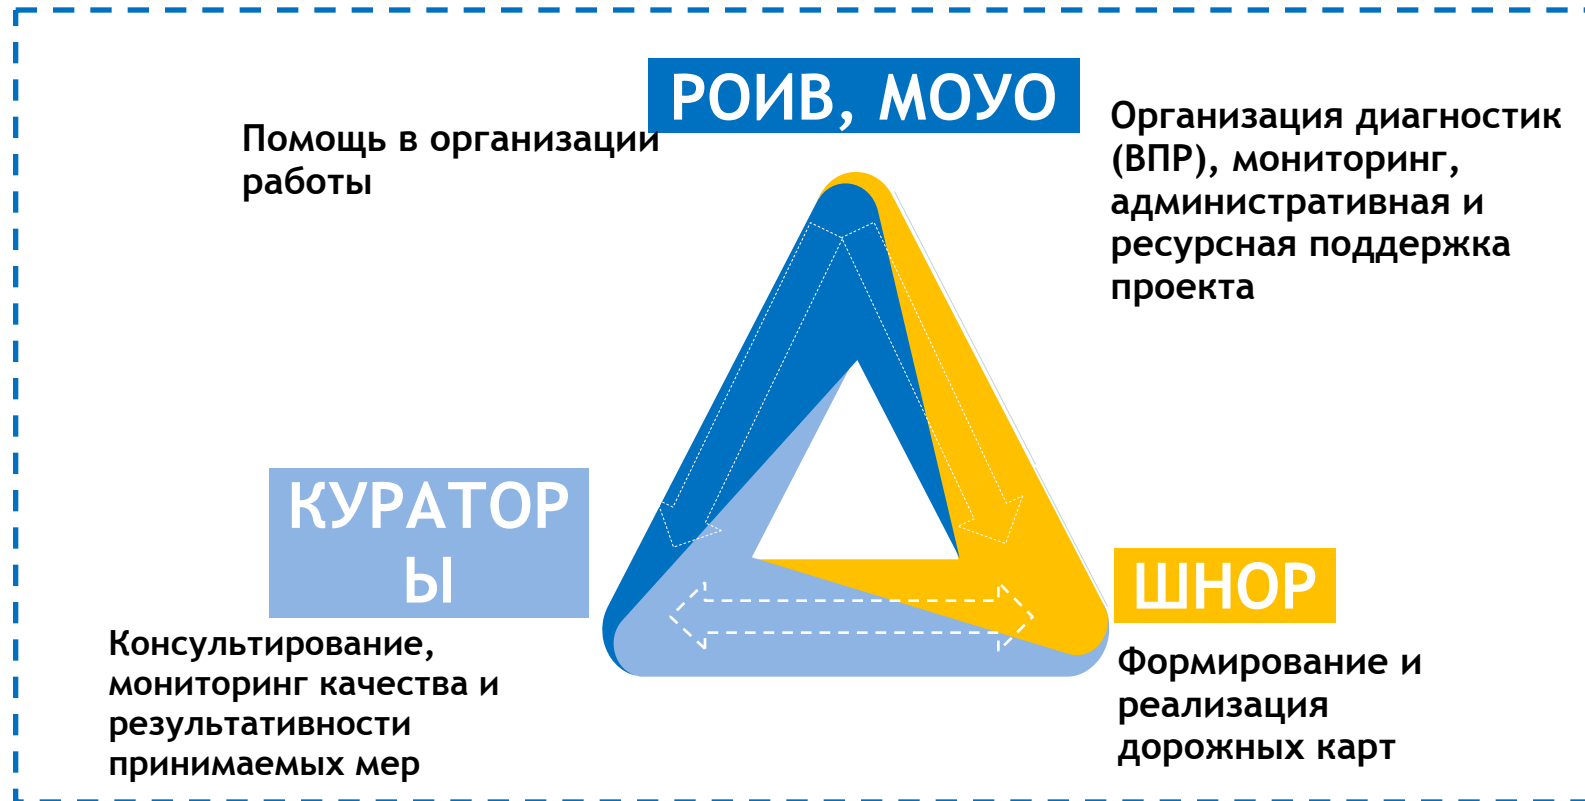 РОИВ, МОУО
Помощь в организации
работы
Организация диагностик
(ВПР), мониторинг,
административная и
ресурсная поддержка
проекта
КУРАТОР
Ы
Консультирование,
мониторинг качества и
результативности
принимаемых мер
ШНОР
Формирование и
реализация
дорожных карт